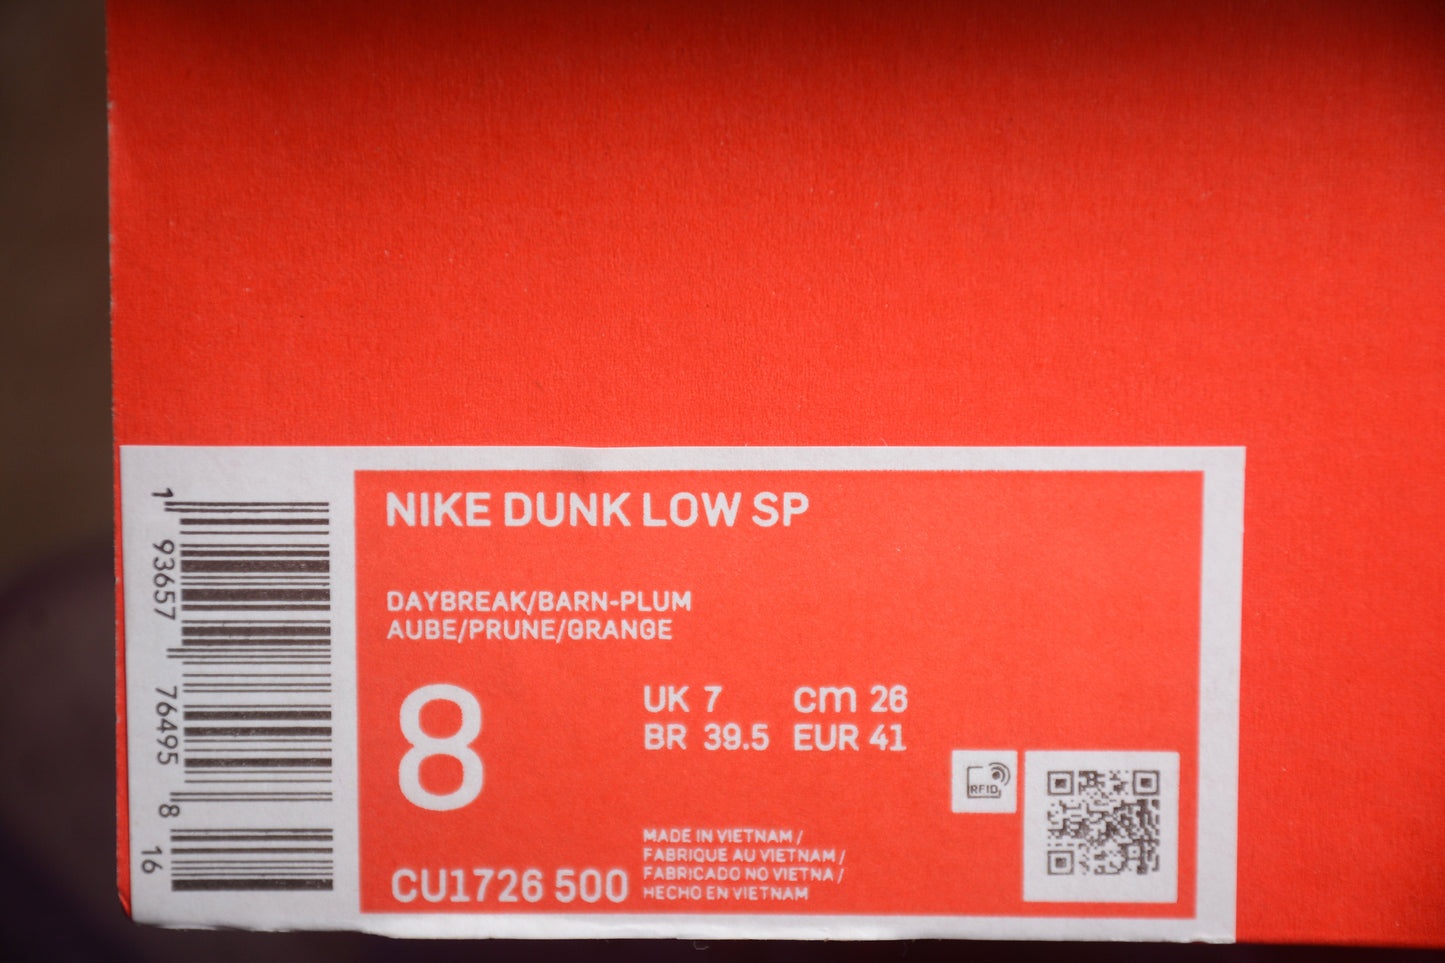 NIKE DUNK LOW SP
DAYBREAK/BARN-PLUM
AUBE/PRUNE/GRANGE
8
UK 7 cm 26
BR 39.5 EUR 41
CU1726 500
MADE IN VIETNAM /
FABRIQUE AU VIETNAM /
FABRICADO NO VIETNA /
HECHO EN VIETNAM
RFID
1 93657 76495 8
16